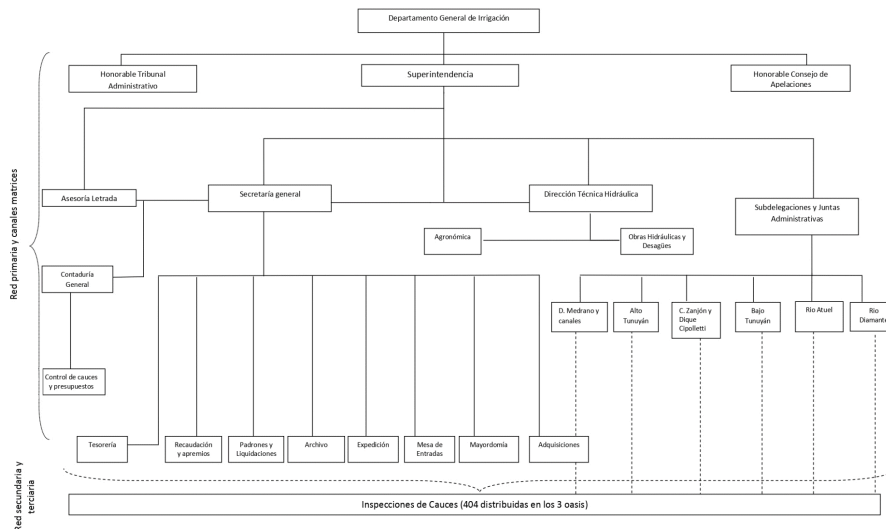 Departamento General de Irrigación
Honorable Tribunal
Administrativo
Superintendencia
Honorable Consejo de
Apelaciones
Red primaria y canales matrices
Asesoría Letrada
Secretaría general
Dirección Técnica Hidráulica
Subdelegaciones y Juntas
Administrativas
Agronómica
Obras Hidráulicas y
Desagües
Contaduría
General
D. Medrano y
canales
Alto
Tunuyán
C. Zanjón y
Dique
Cipolletti
Bajo
Tunuyán
Rio Atuel
Rio
Diamante
Control de cauces
y presupuestos
Tesorería
Recaudación
y apremios
Padrones y
Liquidaciones
Archivo
Expedición
Mesa de
Entradas
Mayordomía
Adquisiciones
Red secundaria y
terciaria
Inspecciones de Cauces (404 distribuidas en los 3 oasis)